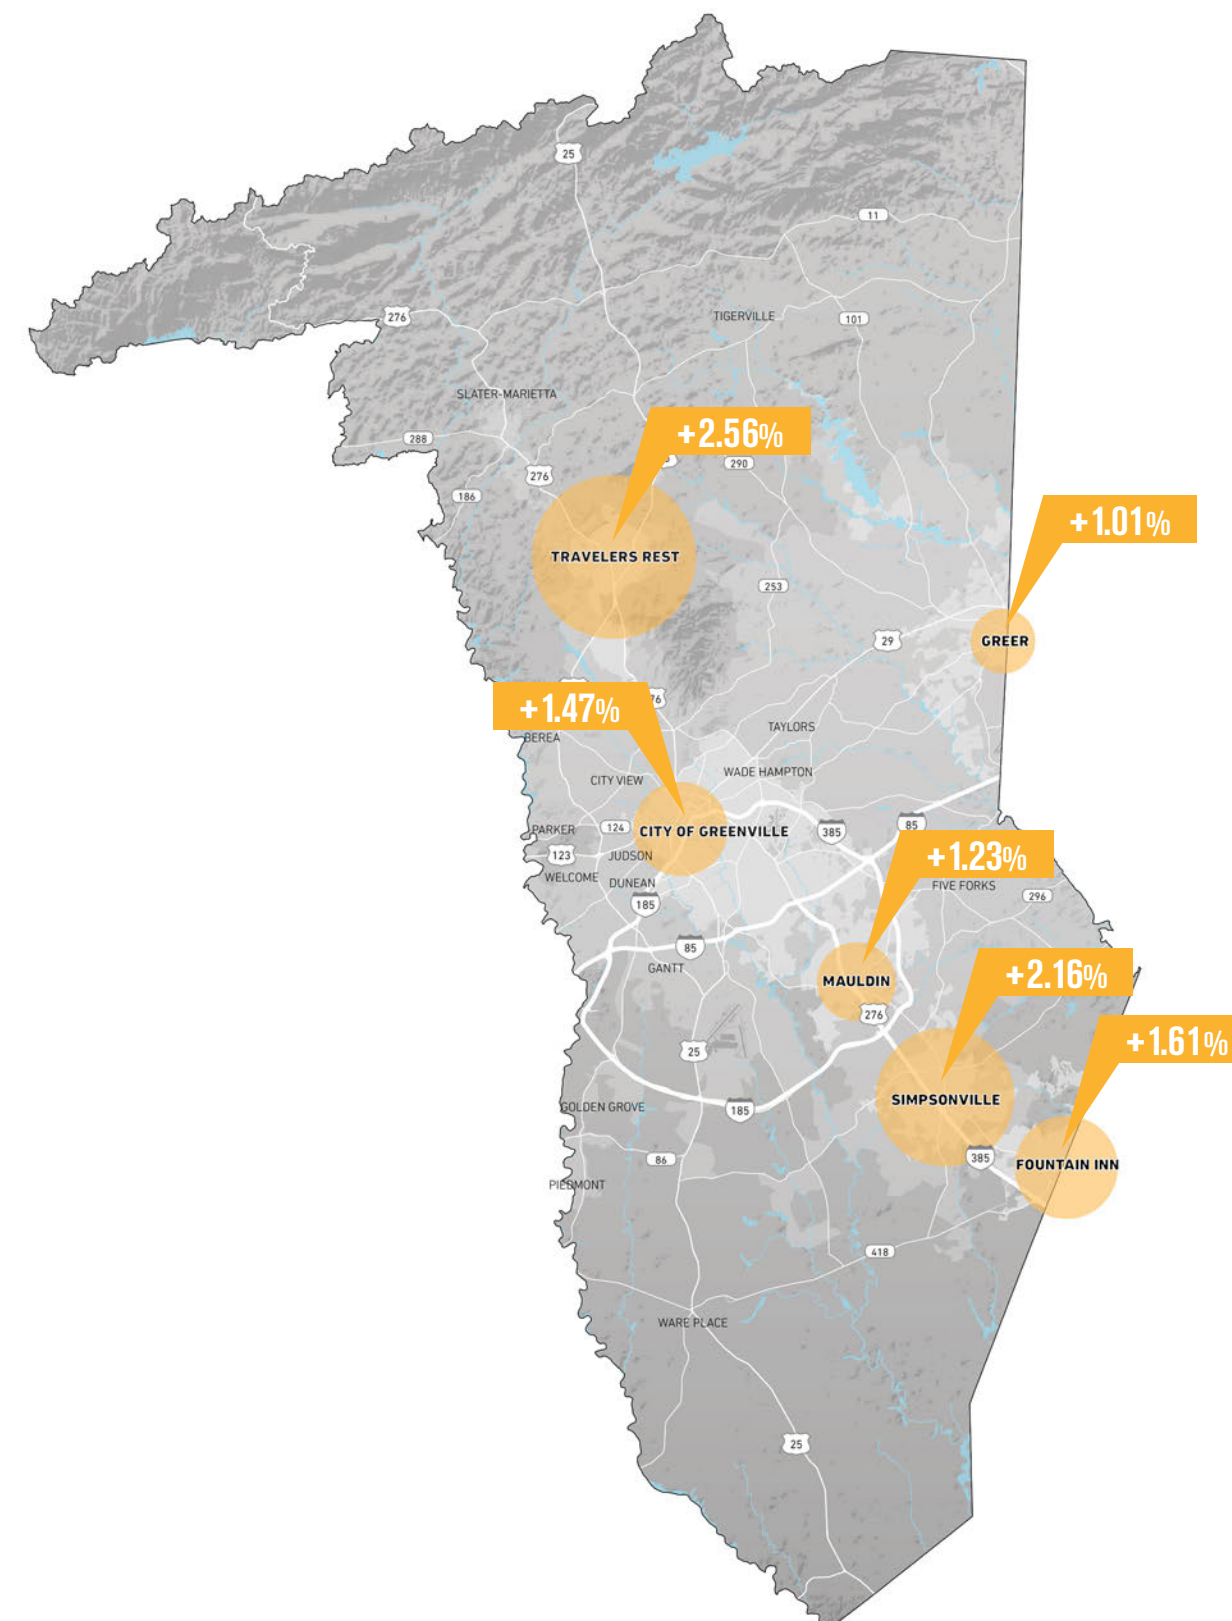 25
11
276
TIGERVILLE
101
SLATER-MARIETTA
+2.56%
288
290
276
186
+1.01%
TRAVELERS REST
253
29
GREER
+1.47%
TAYLORS
BEREA
WADE HAMPTON
CITY VIEW
124
CITY OF GREENVILLE
385
85
PARKER
123
JUDSON
+1.23%
WELCOME
DUNEAN
FIVE FORKS
296
185
85
GANTT
+2.16%
MAULDIN
276
+1.61%
25
SIMPSONVILLE
GOLDEN GROVE
185
86
385
FOUNTAIN INN
PIEDMONT
418
WARE PLACE
25